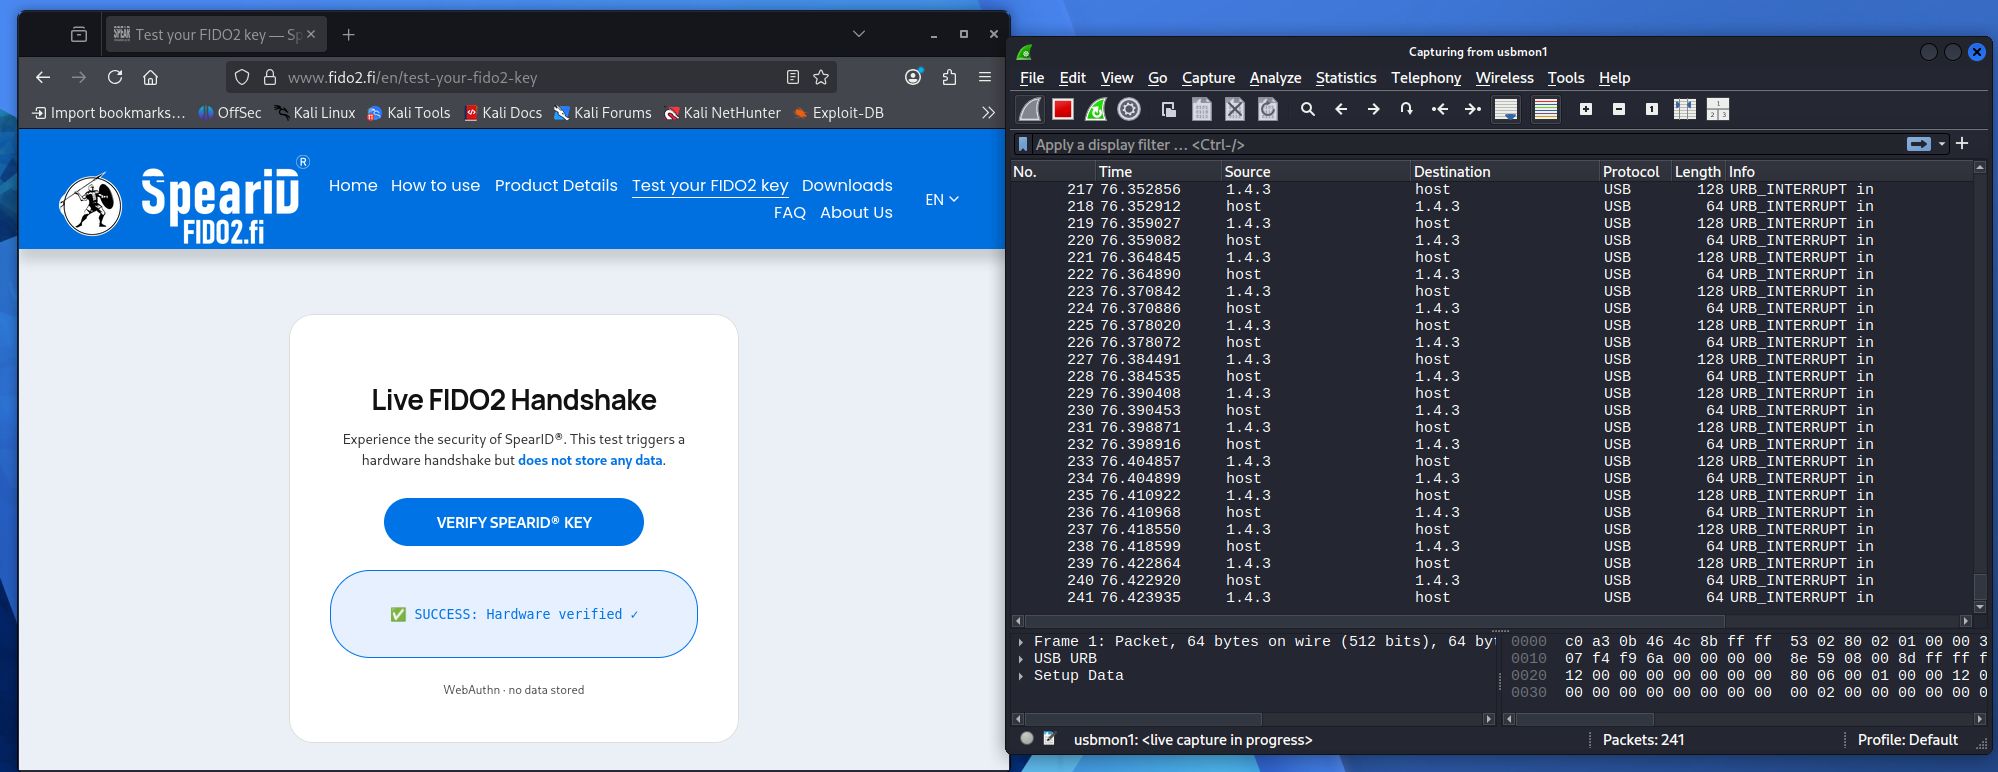 Test your FIDO2 key — Sp
www.fido2.fi/en/test-your-fido2-key
Import bookmarks... OffSec Kali Linux Kali Tools Kali Docs Kali Forums Kali NetHunter Exploit-DB
SPEAR
SpearID®
FIDO2.fi
Home How to use Product Details Test your FIDO2 key Downloads
FAQ About Us
EN
Live FIDO2 Handshake
Experience the security of SpearID®. This test triggers a
hardware handshake but does not store any data.
VERIFY SPEARID® KEY
✅ SUCCESS: Hardware verified ✓
WebAuthn · no data stored
Capturing from usbmon1
File Edit View Go Capture Analyze Statistics Telephony Wireless Tools Help
Apply a display filter ... <Ctrl-/>
No. Time Source Destination Protocol Length Info
217 76.352856 1.4.3 host USB 128 URB_INTERRUPT in
218 76.352912 host 1.4.3 USB 64 URB_INTERRUPT in
219 76.359027 1.4.3 host USB 128 URB_INTERRUPT in
220 76.359082 host 1.4.3 USB 64 URB_INTERRUPT in
221 76.364845 1.4.3 host USB 128 URB_INTERRUPT in
222 76.364890 host 1.4.3 USB 64 URB_INTERRUPT in
223 76.370842 1.4.3 host USB 128 URB_INTERRUPT in
224 76.370886 host 1.4.3 USB 64 URB_INTERRUPT in
225 76.378020 1.4.3 host USB 128 URB_INTERRUPT in
226 76.378072 host 1.4.3 USB 64 URB_INTERRUPT in
227 76.384491 1.4.3 host USB 128 URB_INTERRUPT in
228 76.384535 host 1.4.3 USB 64 URB_INTERRUPT in
229 76.390408 1.4.3 host USB 128 URB_INTERRUPT in
230 76.390453 host 1.4.3 USB 64 URB_INTERRUPT in
231 76.398871 1.4.3 host USB 128 URB_INTERRUPT in
232 76.398916 host 1.4.3 USB 64 URB_INTERRUPT in
233 76.404857 1.4.3 host USB 128 URB_INTERRUPT in
234 76.404899 host 1.4.3 USB 64 URB_INTERRUPT in
235 76.410922 1.4.3 host USB 128 URB_INTERRUPT in
236 76.410968 host 1.4.3 USB 64 URB_INTERRUPT in
237 76.418550 1.4.3 host USB 128 URB_INTERRUPT in
238 76.418599 host 1.4.3 USB 64 URB_INTERRUPT in
239 76.422864 1.4.3 host USB 128 URB_INTERRUPT in
240 76.422920 host 1.4.3 USB 64 URB_INTERRUPT in
241 76.423935 1.4.3 host USB 64 URB_INTERRUPT in
Frame 1: Packet, 64 bytes on wire (512 bits), 64 by
USB URB
Setup Data
0000 c0 a3 0b 46 4c 8b ff ff 53 02 80 02 01 00 00 3
0010 07 f4 f9 6a 00 00 00 00 8e 59 08 00 8d ff ff f
0020 12 00 00 00 00 00 00 00 80 06 00 01 00 00 12 0
0030 00 00 00 00 00 00 00 00 00 02 00 00 00 00 00 0
usbmon1: <live capture in progress>
Packets: 241
Profile: Default